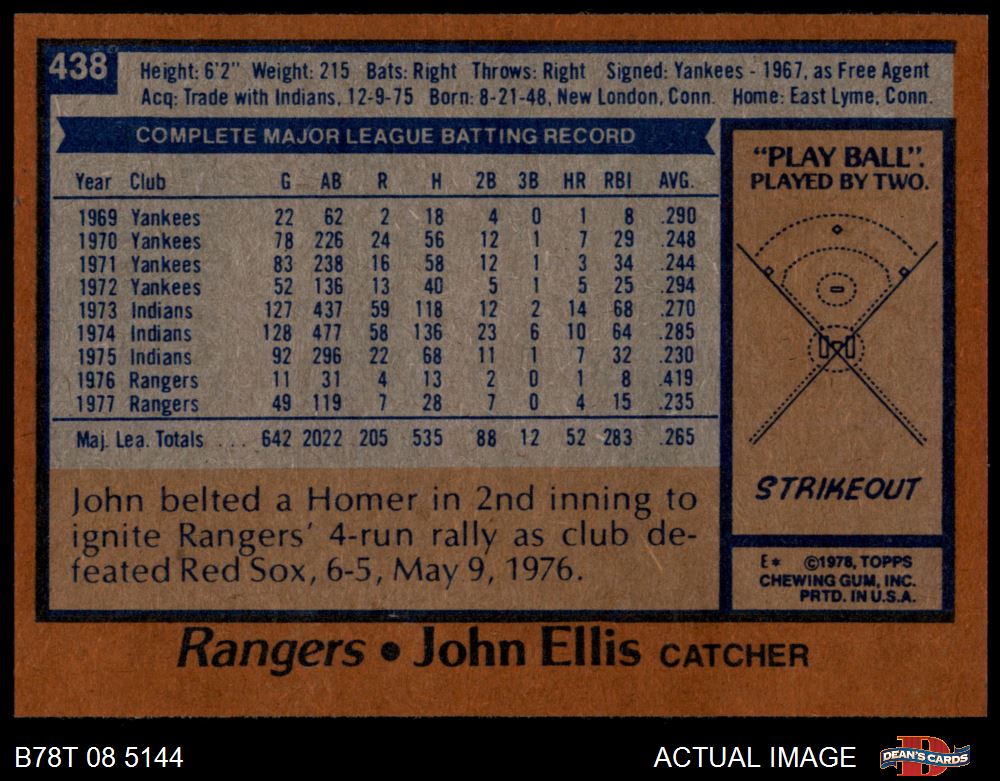 438
Height: 6'2" Weight: 215 Bats: Right Throws: Right Signed: Yankees - 1967, as Free Agent
Acq: Trade with Indians, 12-9-75 Born: 8-21-48, New London, Conn. Home: East Lyme, Conn.
COMPLETE MAJOR LEAGUE BATTING RECORD
Year Club G AB R H 2B 3B HR RBI AVG.
1969 Yankees 22 62 2 18 4 0 1 8 .290
1970 Yankees 78 226 24 56 12 1 7 29 .248
1971 Yankees 83 238 16 58 12 1 3 34 .244
1972 Yankees 52 136 13 40 5 1 5 25 .294
1973 Indians 127 437 59 118 12 2 14 68 .270
1974 Indians 128 477 58 136 23 6 10 64 .285
1975 Indians 92 296 22 68 11 1 7 32 .230
1976 Rangers 11 31 4 13 2 0 1 8 .419
1977 Rangers 49 119 7 28 7 0 4 15 .235
Maj. Lea. Totals ... 642 2022 205 535 88 12 52 283 .265
John belted a Homer in 2nd inning to
ignite Rangers' 4-run rally as club de-
feated Red Sox, 6-5, May 9, 1976.
"PLAY BALL".
PLAYED BY TWO.
STRIKEOUT
E* ©1978, TOPPS
CHEWING GUM, INC.
PRTD. IN U.S.A.
Rangers • John Ellis CATCHER
B78T 08 5144
ACTUAL IMAGE
DEAN'S CARDS